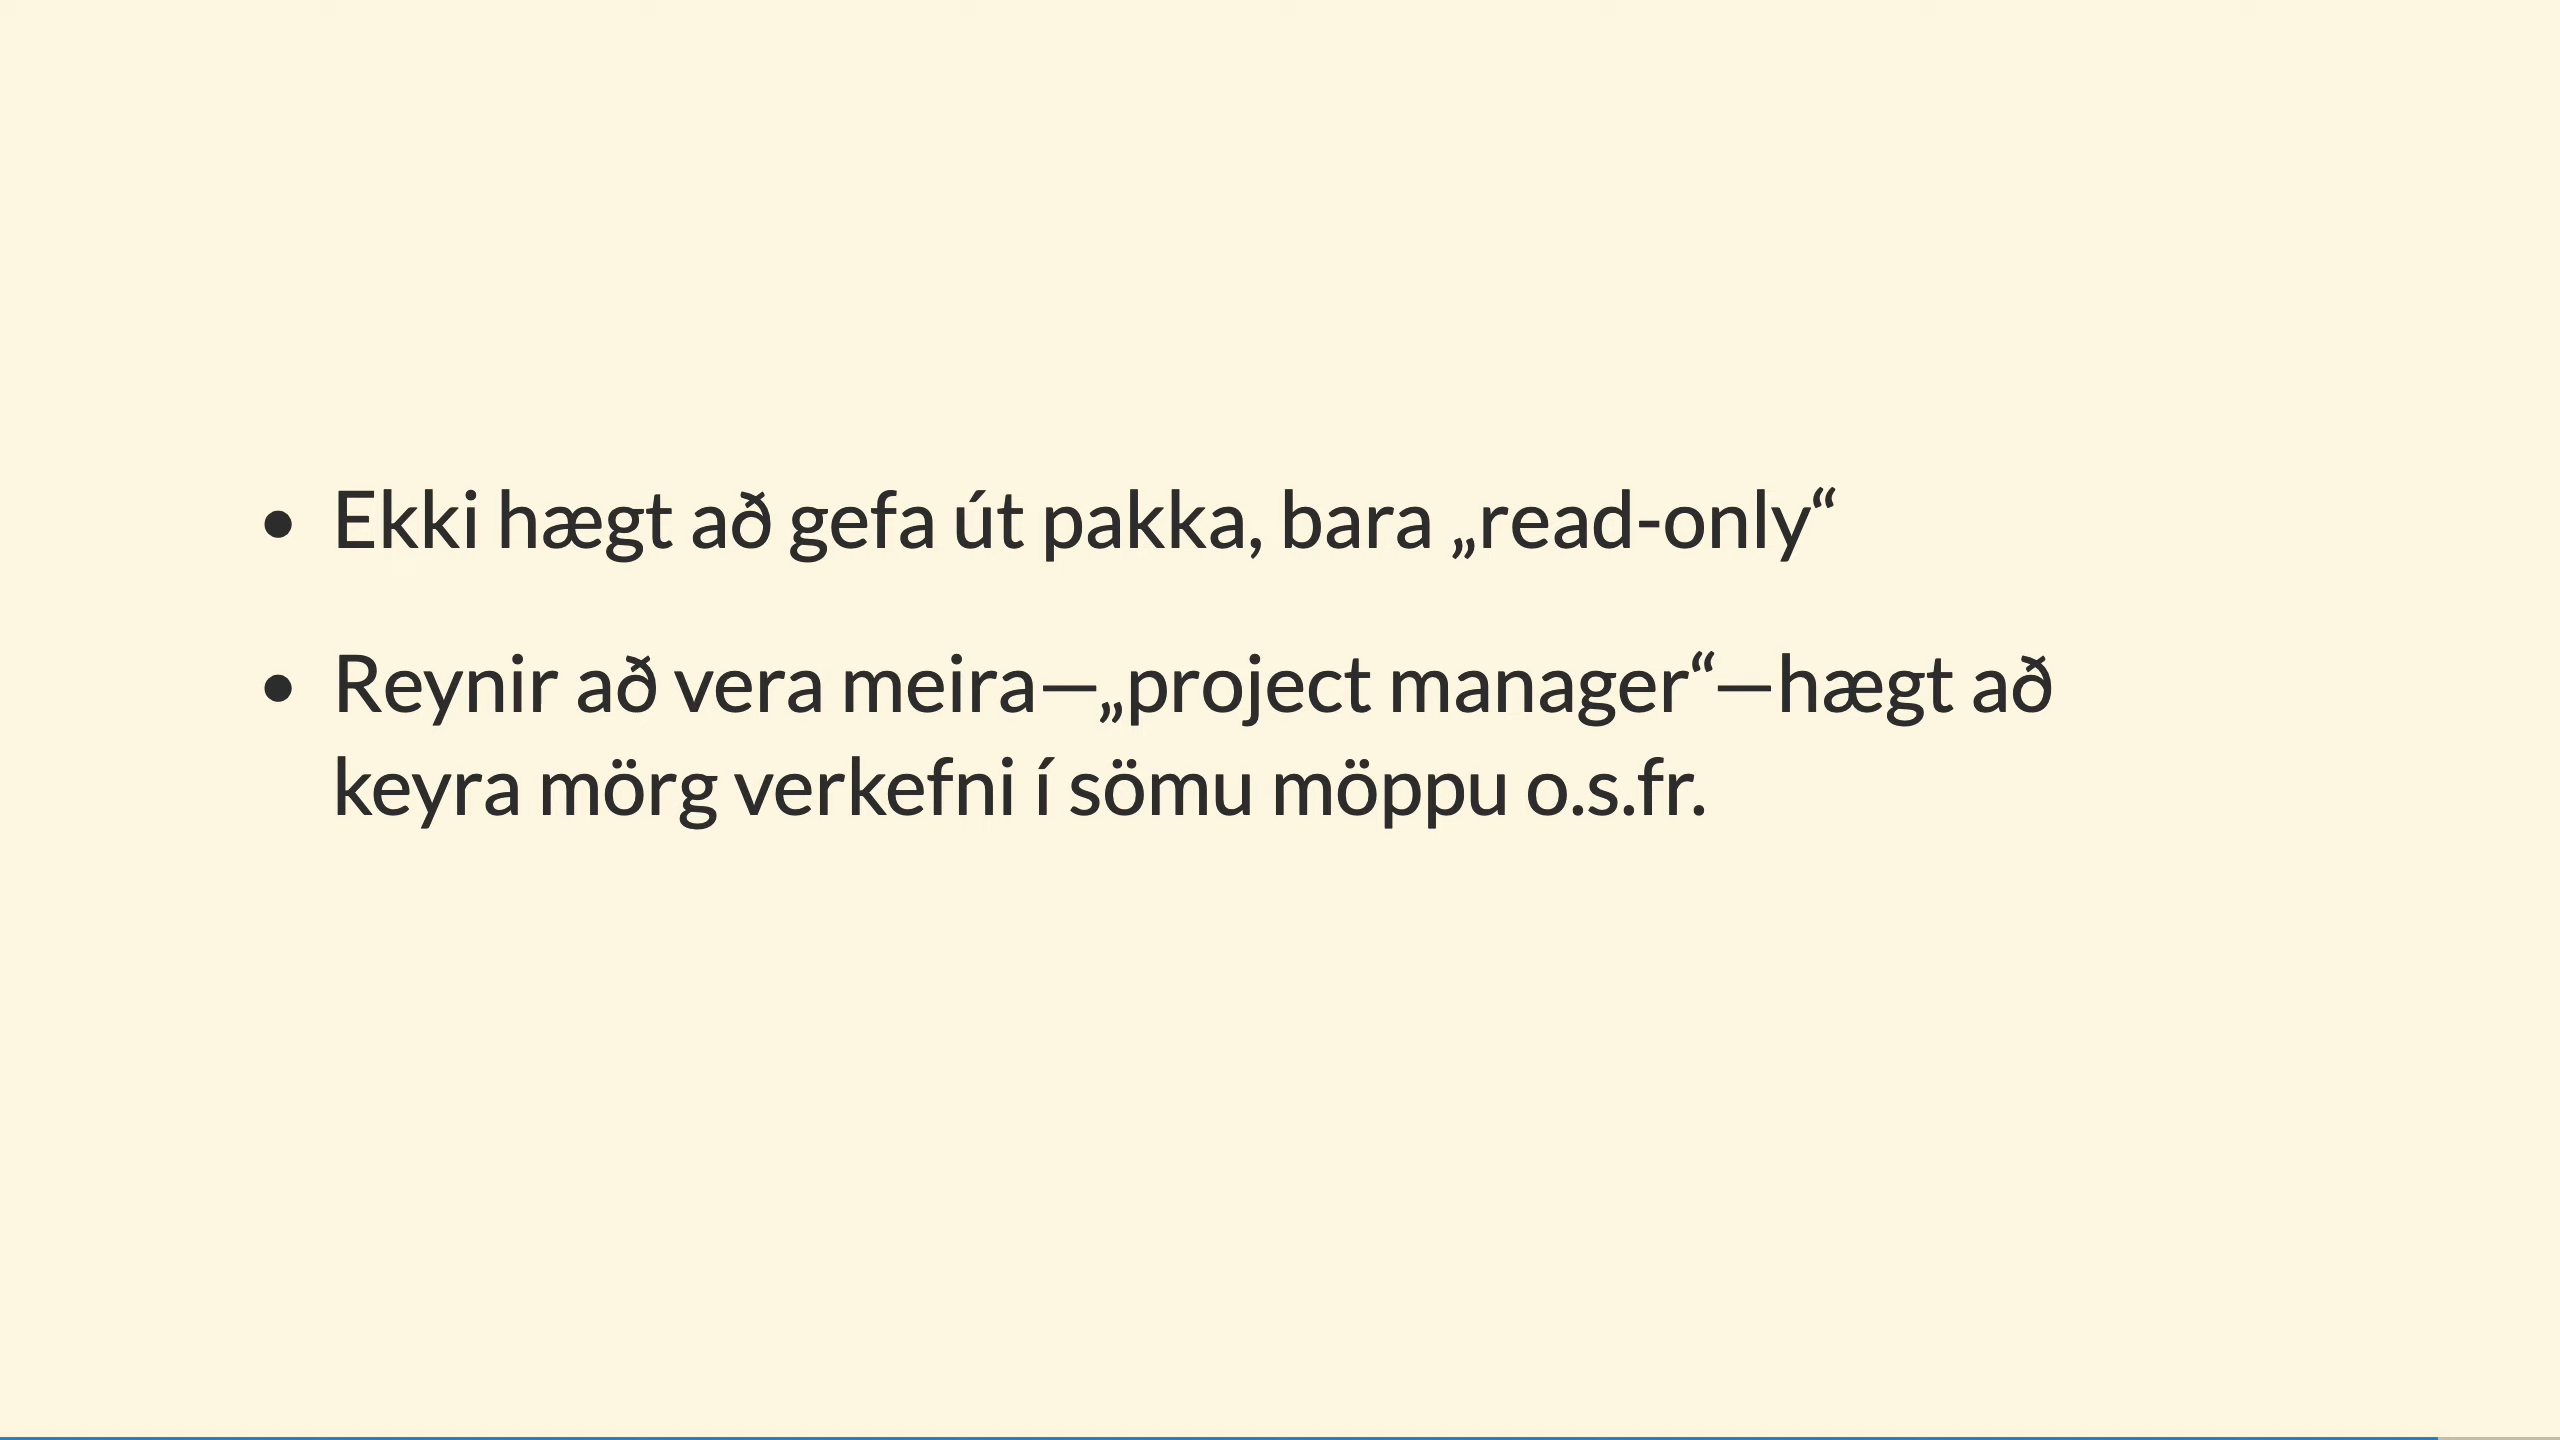 • Ekki hægt að gefa út pakka, bara „read-only“
• Reynir að vera meira—„project manager“—hægt að
keyra mörg verkefni í sömu möppu o.s.fr.